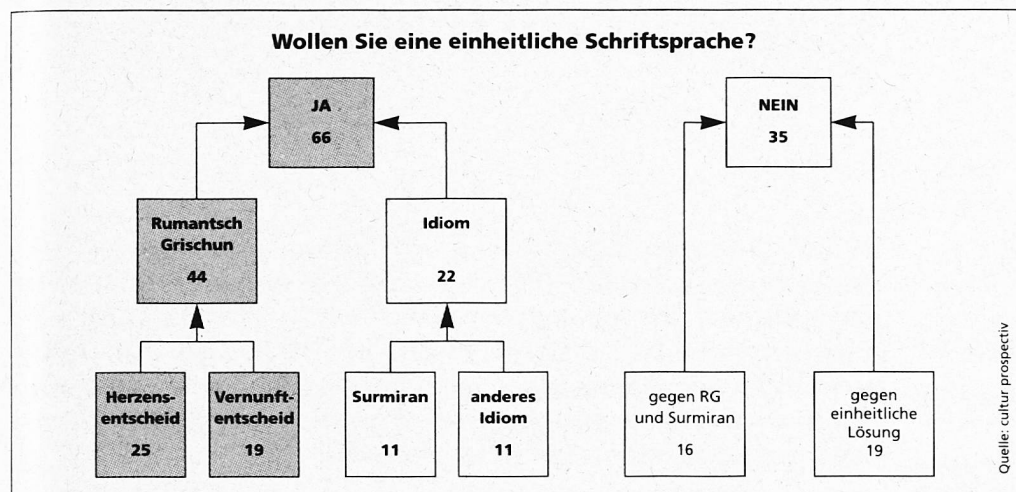 Wollen Sie eine einheitliche Schriftsprache?
JA
66
NEIN
35
Rumantsch
Grischun
44
Idiom
22
Herzens-
entscheid
25
Vernunft-
entscheid
19
Surmiran
11
anderes
Idiom
11
gegen RG
und Surmiran
16
gegen
einheitliche
Lösung
19
Quelle: cultur prospectiv